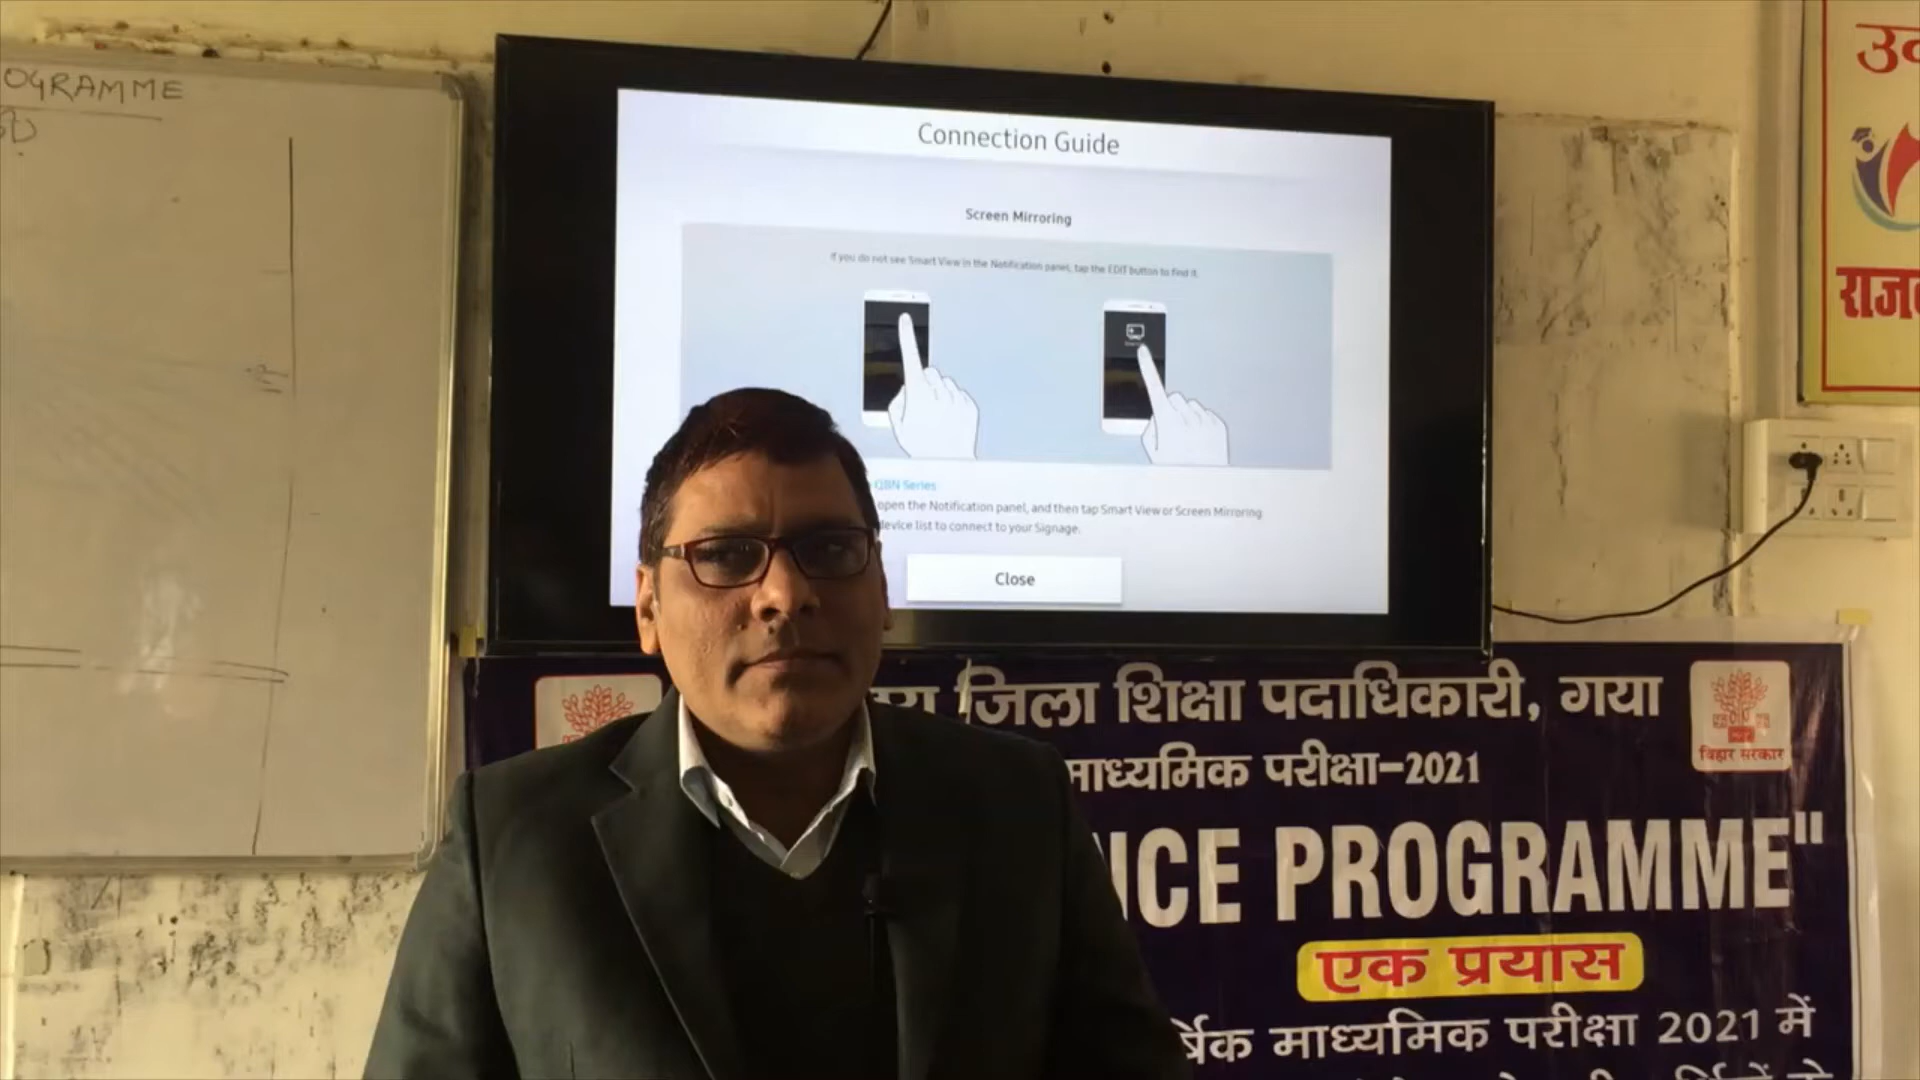 OGRAMME
Connection Guide
Screen Mirroring
If you do not see Smart View in the Notification panel, tap the EDIT button to find it.
QBN Series
open the Notification panel, and then tap Smart View or Screen Mirroring
device list to connect to your Signage.
Close
उ
राज
जिला शिक्षा पदाधिकारी, गया
बिहार सरकार
माध्यमिक परीक्षा-2021
NCE PROGRAMME"
एक प्रयास
र्षिक माध्यमिक परीक्षा 2021 में